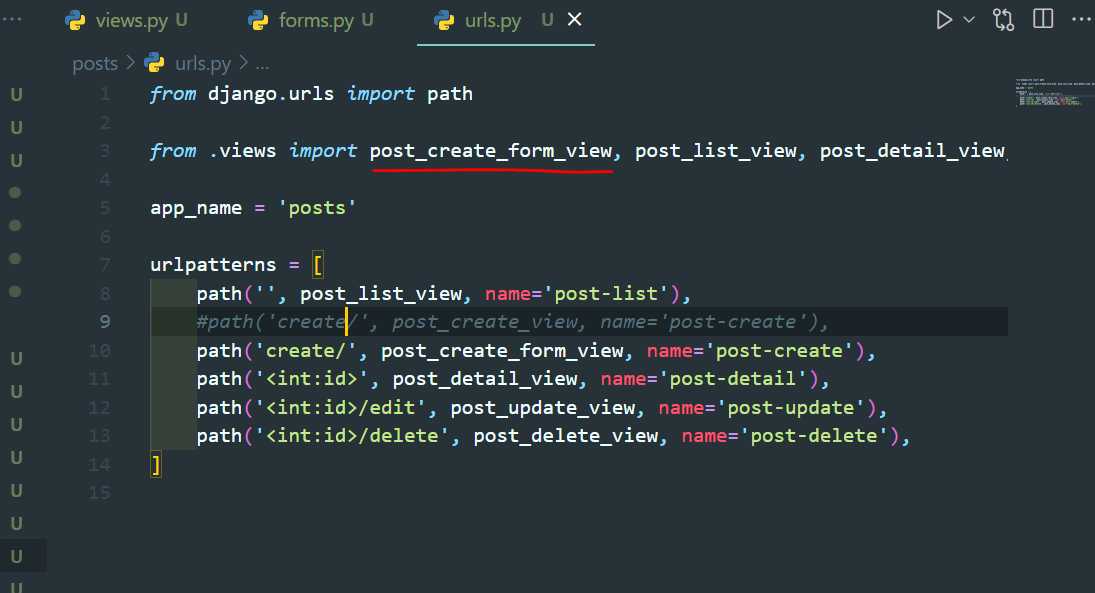 ... views.py U forms.py U urls.py U
posts > urls.py > ...
1 from django.urls import path
2
3 from .views import post_create_form_view, post_list_view, post_detail_view,
4
5 app_name = 'posts'
6
7 urlpatterns = [
8 path('', post_list_view, name='post-list'),
9 #path('create/', post_create_view, name='post-create'),
10 path('create/', post_create_form_view, name='post-create'),
11 path('<int:id>', post_detail_view, name='post-detail'),
12 path('<int:id>/edit', post_update_view, name='post-update'),
13 path('<int:id>/delete', post_delete_view, name='post-delete'),
14 ]
15
U
U
U
U
U
U
U
U
U
U
U